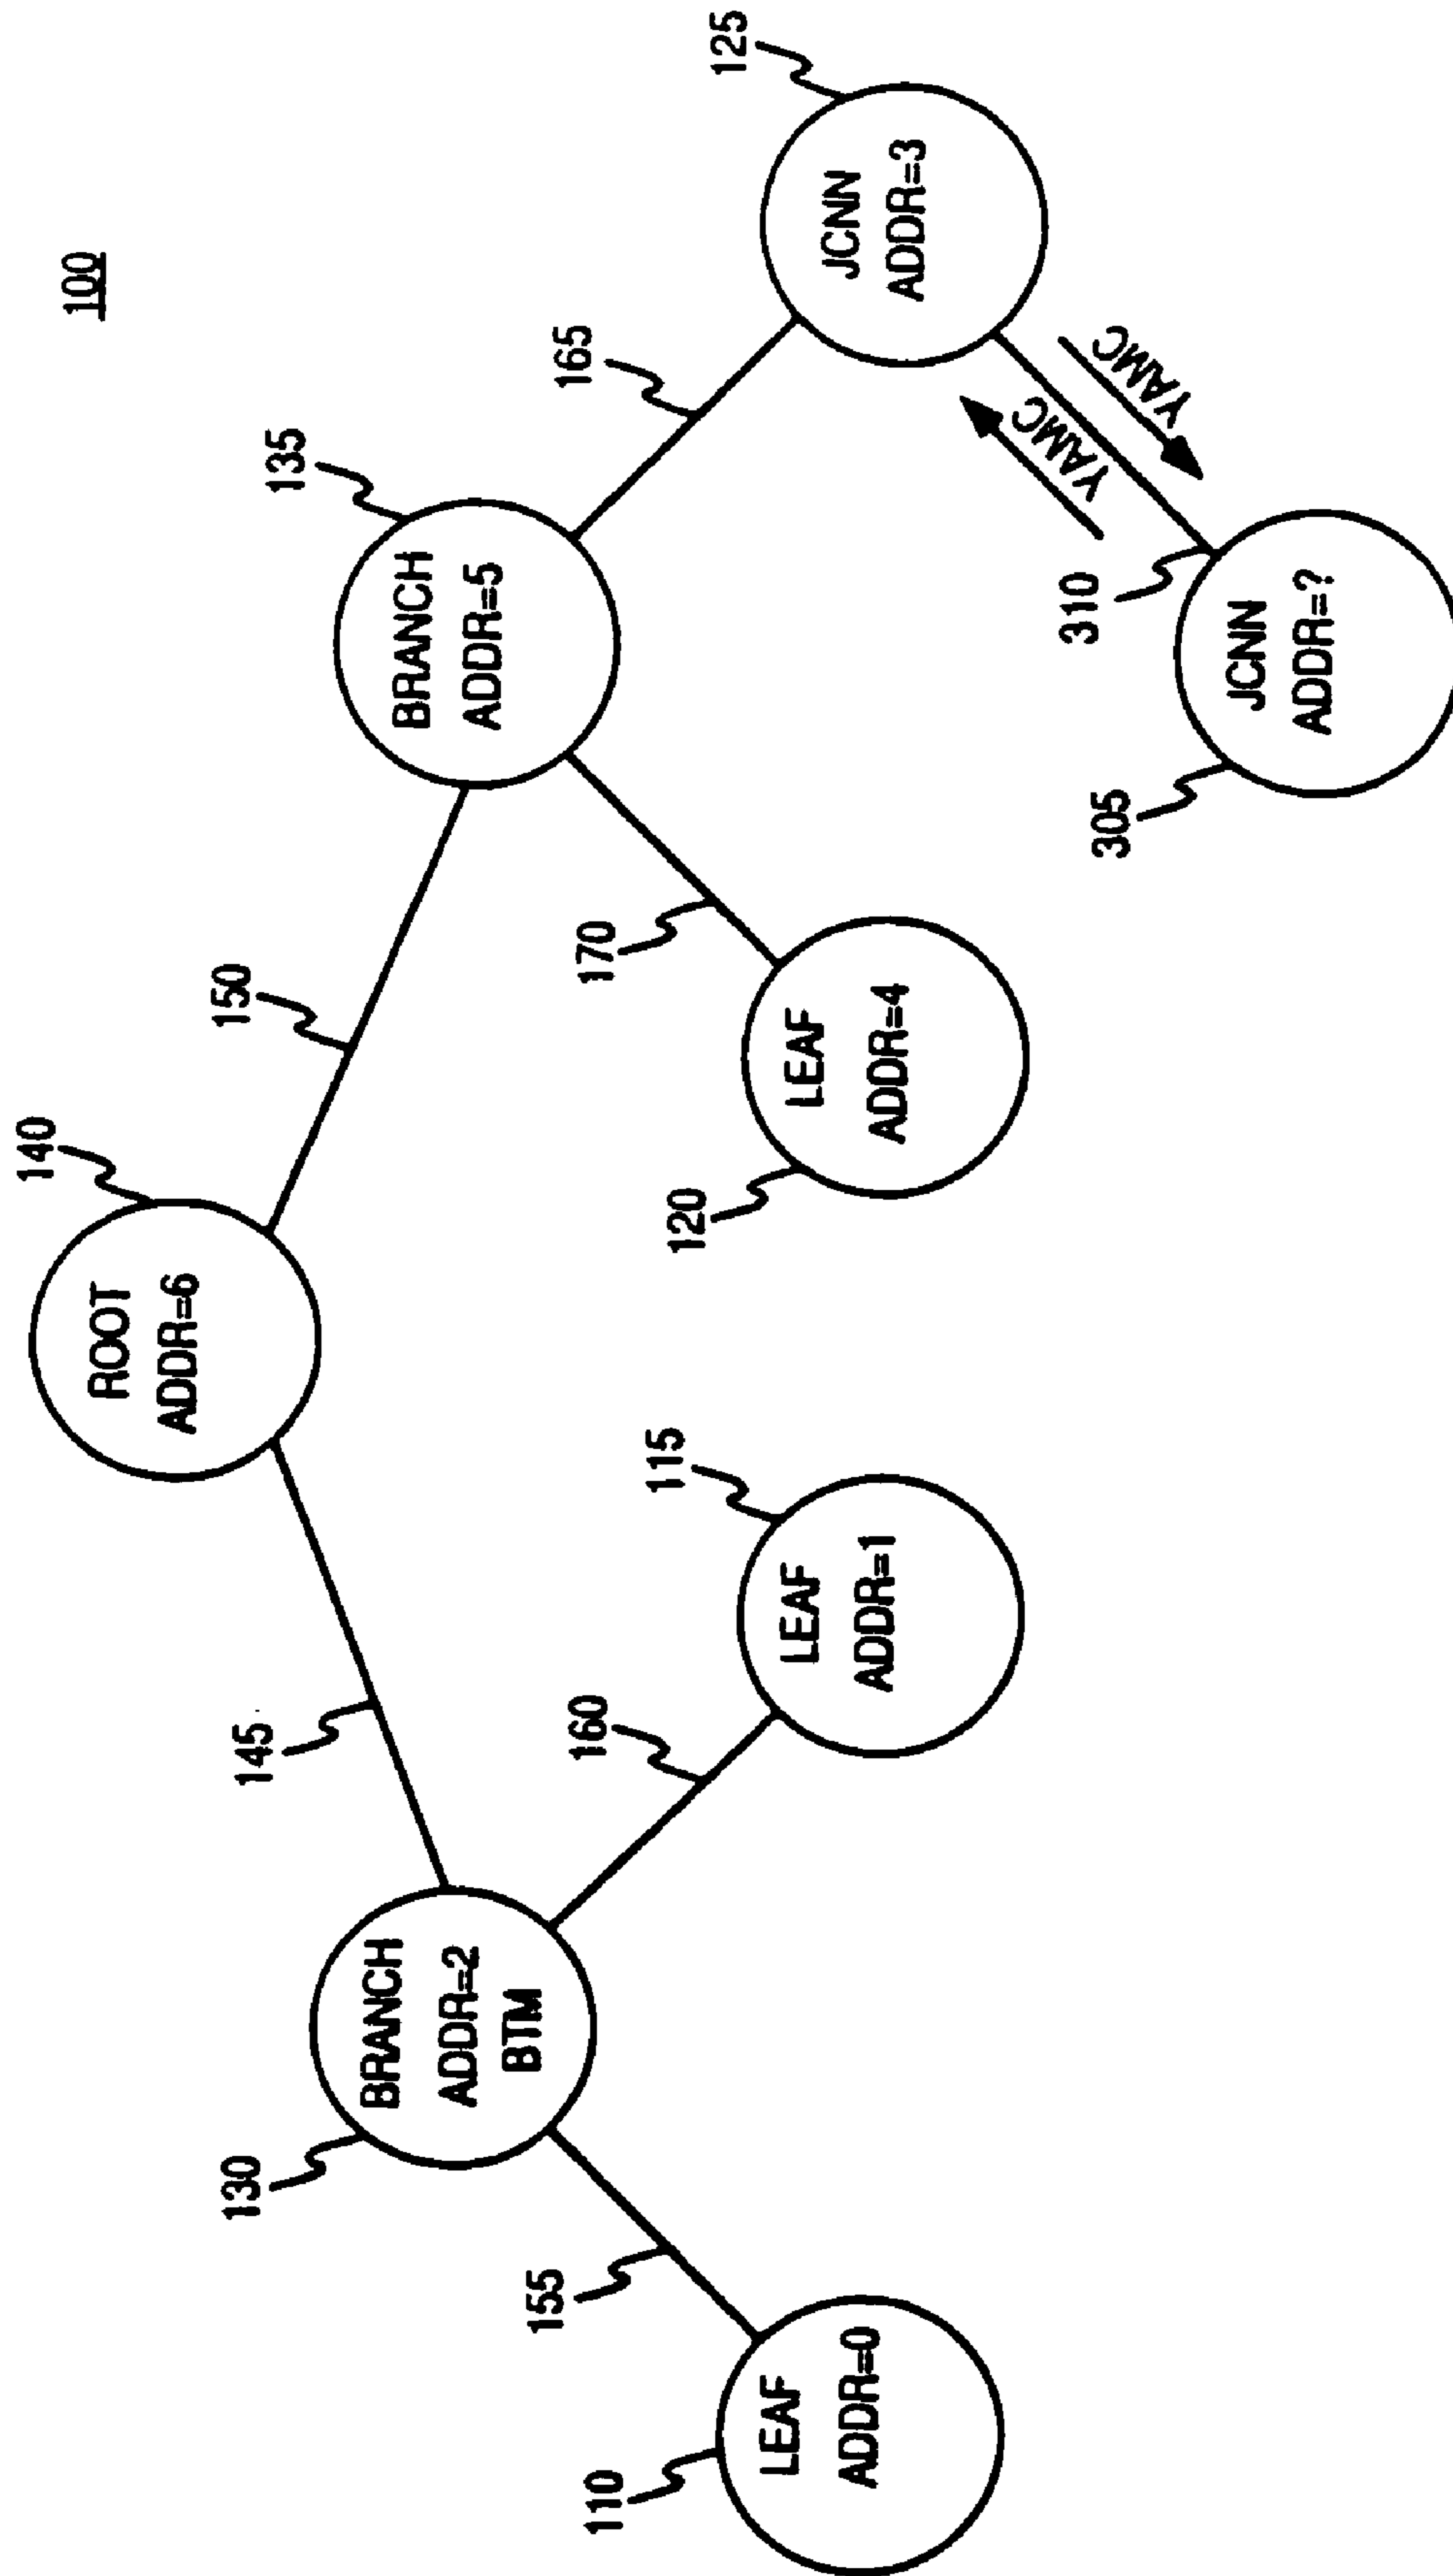 100
140
ROOT
ADDR=6
145
150
130
BRANCH
ADDR=2
BTM
135
BRANCH
ADDR=5
155
160
170
165
110
LEAF
ADDR=0
115
LEAF
ADDR=1
120
LEAF
ADDR=4
125
JCNN
ADDR=3
YAMC
YAMC
310
305
JCNN
ADDR=?